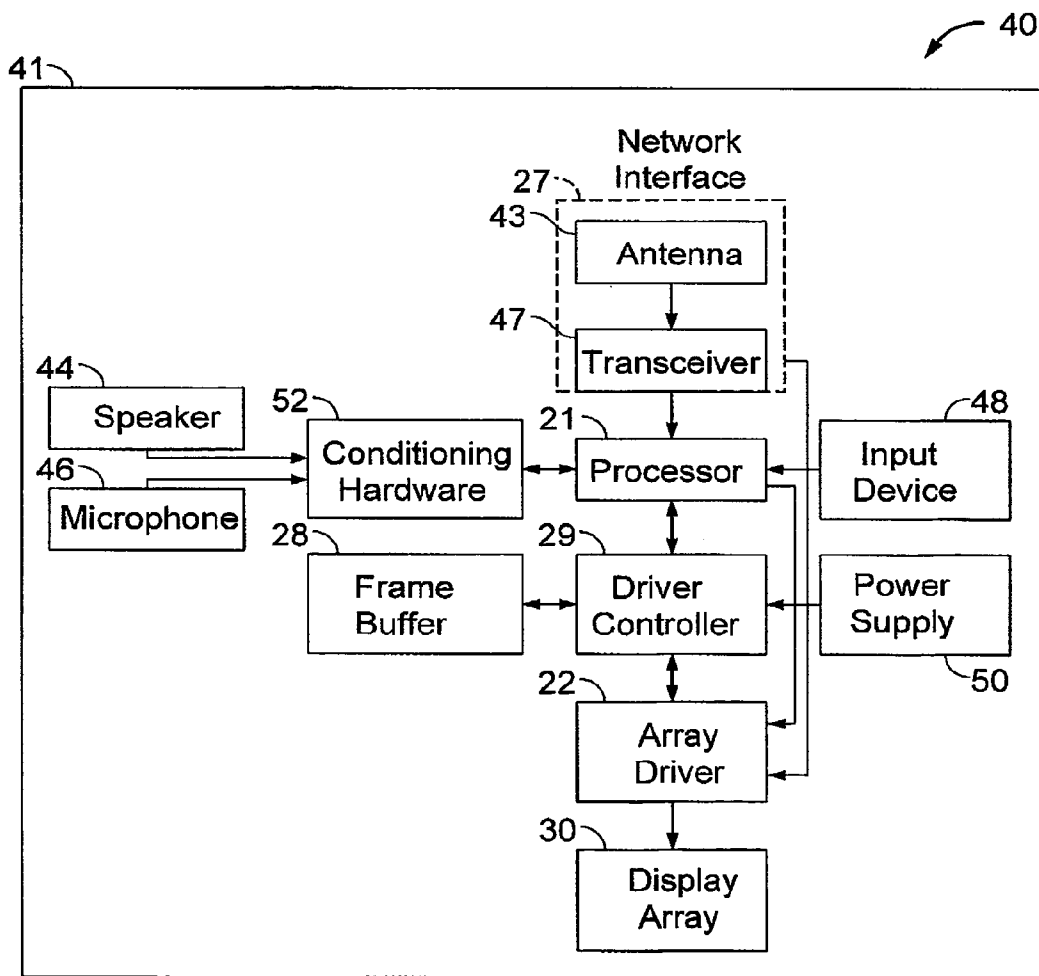 40
41
Network
Interface
27
43
Antenna
47
Transceiver
44
Speaker
52
Conditioning
Hardware
21
Processor
48
Input
Device
46
Microphone
28
Frame
Buffer
29
Driver
Controller
Power
Supply
50
22
Array
Driver
30
Display
Array